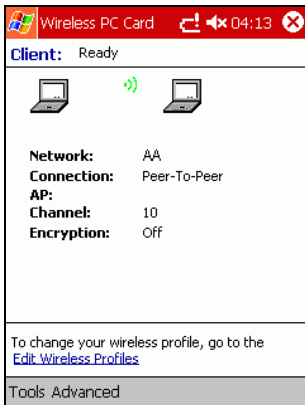 Wireless PC Card 04:13
Client: Ready
Network: AA
Connection: Peer-To-Peer
AP:
Channel: 10
Encryption: Off
To change your wireless profile, go to the
Edit Wireless Profiles
Tools Advanced